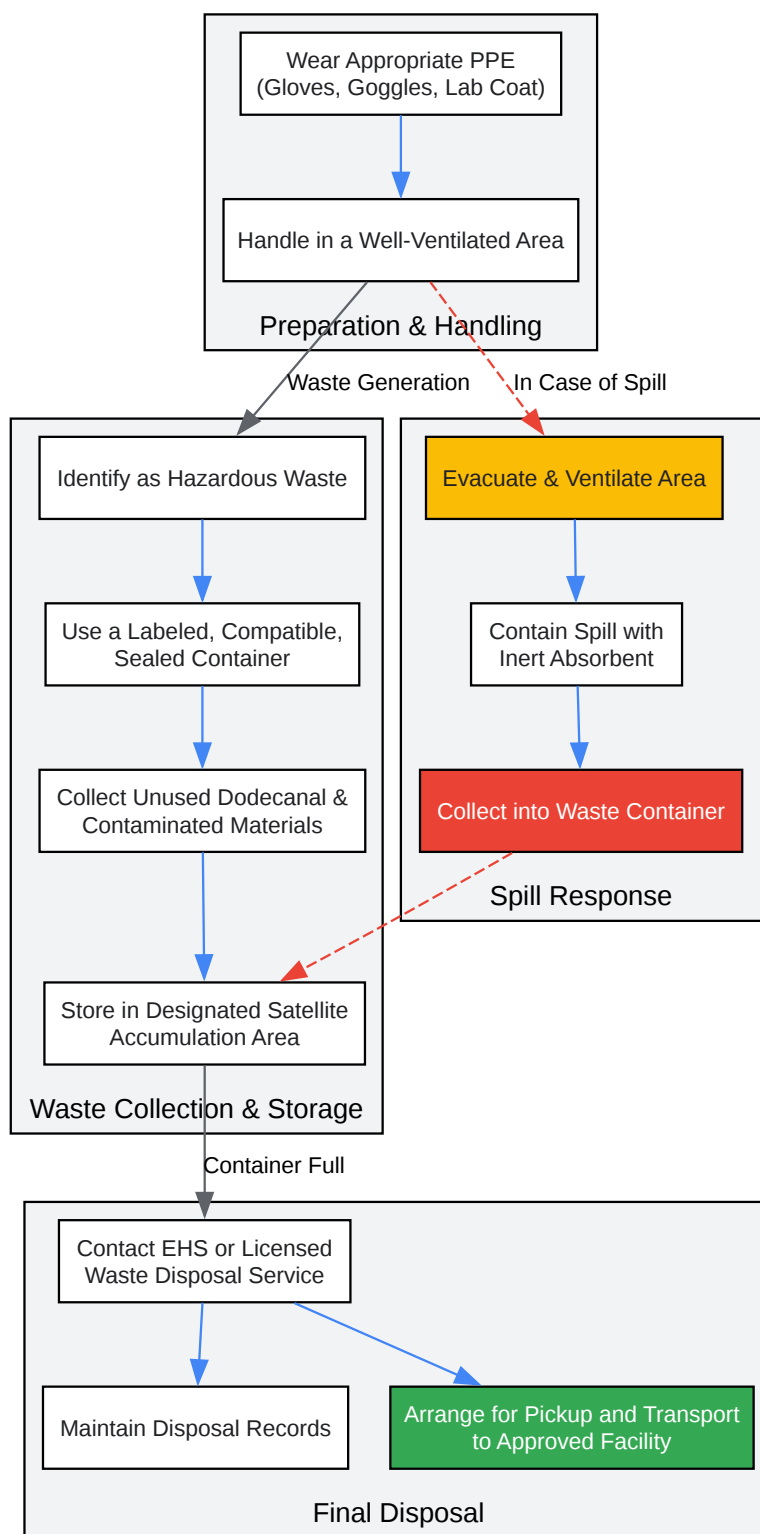 Wear Appropriate PPE
(Gloves, Goggles, Lab Coat)
Handle in a Well-Ventilated Area
Preparation & Handling
Waste Generation
In Case of Spill
Identify as Hazardous Waste
Use a Labeled, Compatible,
Sealed Container
Collect Unused Dodecanal &
Contaminated Materials
Store in Designated Satellite
Accumulation Area
Waste Collection & Storage
Evacuate & Ventilate Area
Contain Spill with
Inert Absorbent
Collect into Waste Container
Spill Response
Container Full
Contact EHS or Licensed
Waste Disposal Service
Maintain Disposal Records
Arrange for Pickup and Transport
to Approved Facility
Final Disposal